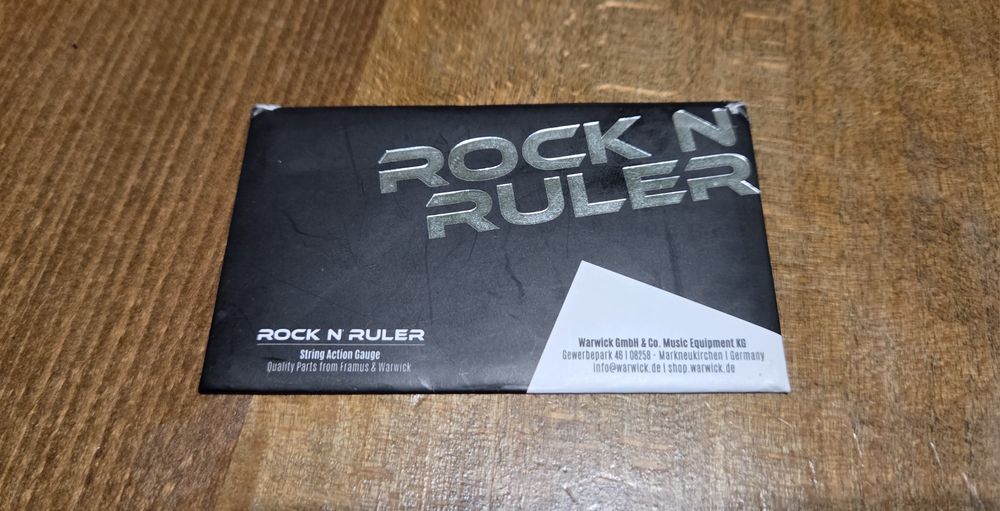 ROCK N
RULER
ROCK N' RULER
String Action Gauge
Quality Parts from Framus & Warwick
Warwick GmbH & Co. Music Equipment KG
Gewerbepark 46 | 08258 - Markneukirchen | Germany
info@warwick.de | shop.warwick.de